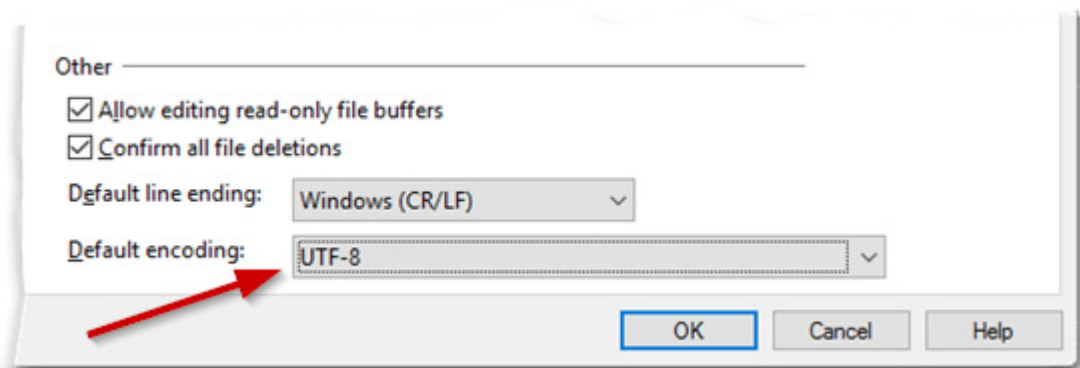 Other
Allow editing read-only file buffers
Confirm all file deletions
Default line ending: Windows (CR/LF)
Default encoding: UTF-8
OK Cancel Help